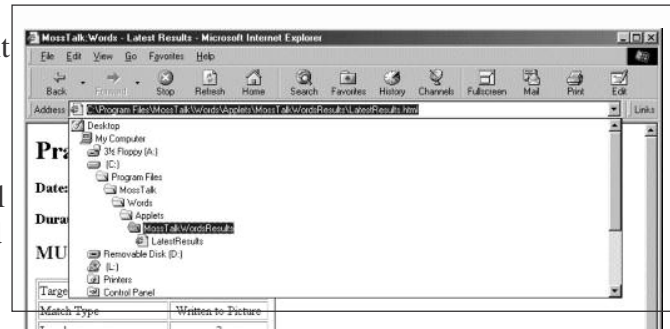 t
MossTalk:Words - Latest Results - Microsoft Internet Explorer
File Edit View Go Favorites Help
Back Forward Stop Refresh Home Search Favorites History Channels Fullscreen Mail Print Edit
Address C:\Program Files\MossTalk\Words\Applets\MossTalkWordsResults\LatestResults.html Links
Desktop
My Computer
3½ Floppy (A:)
(C:)
Program Files
MossTalk
Words
Applets
MossTalkWordsResults
LatestResults
Removable Disk (D:)
(L:)
Printers
Control Panel
Pra
Date:
l
Dura
MU
Targe
Match Type Written to Picture